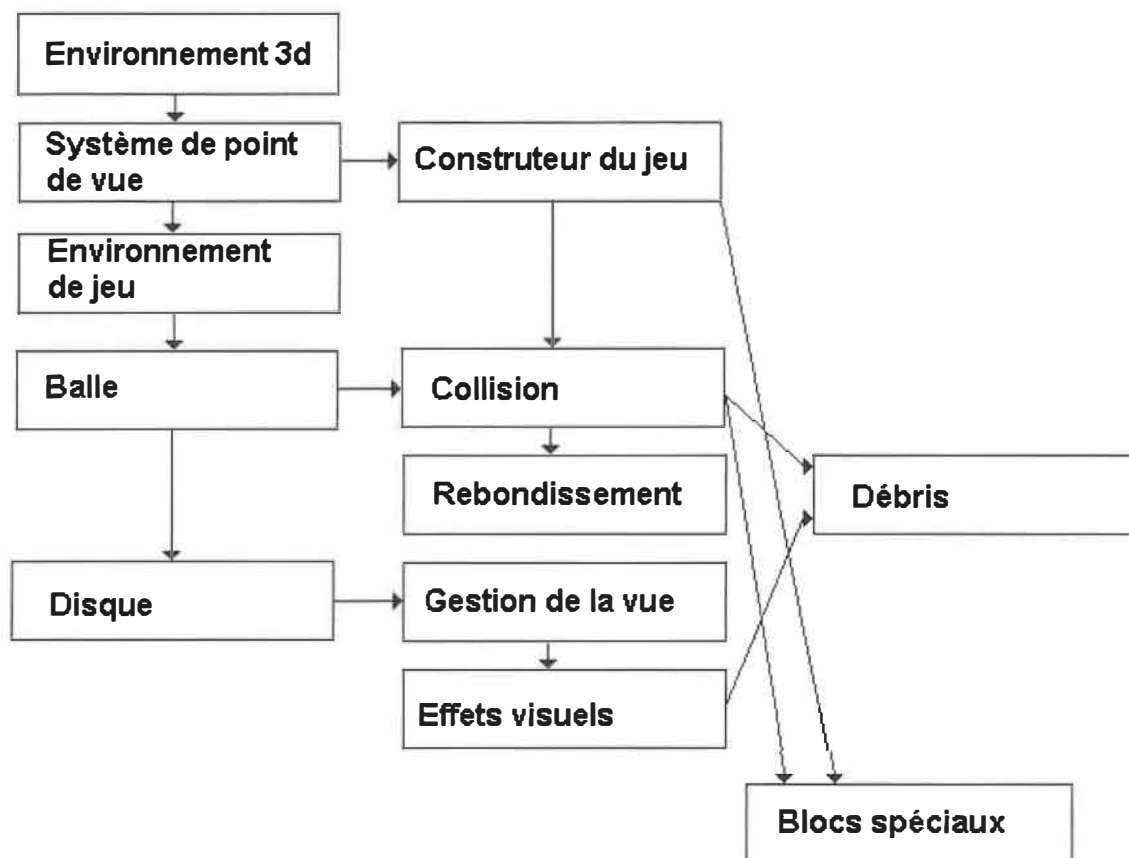 Environnement 3d
Système de point
de vue
Construteur du jeu
Environnement
de jeu
Balle
Collision
Rebondissement
Débris
Disque
Gestion de la vue
Effets visuels
Blocs spéciaux